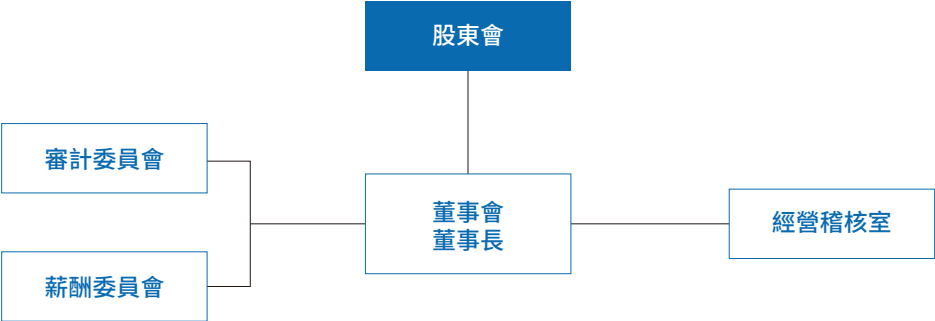 股東會
審計委員會
董事會
董事長
經營稽核室
薪酬委員會